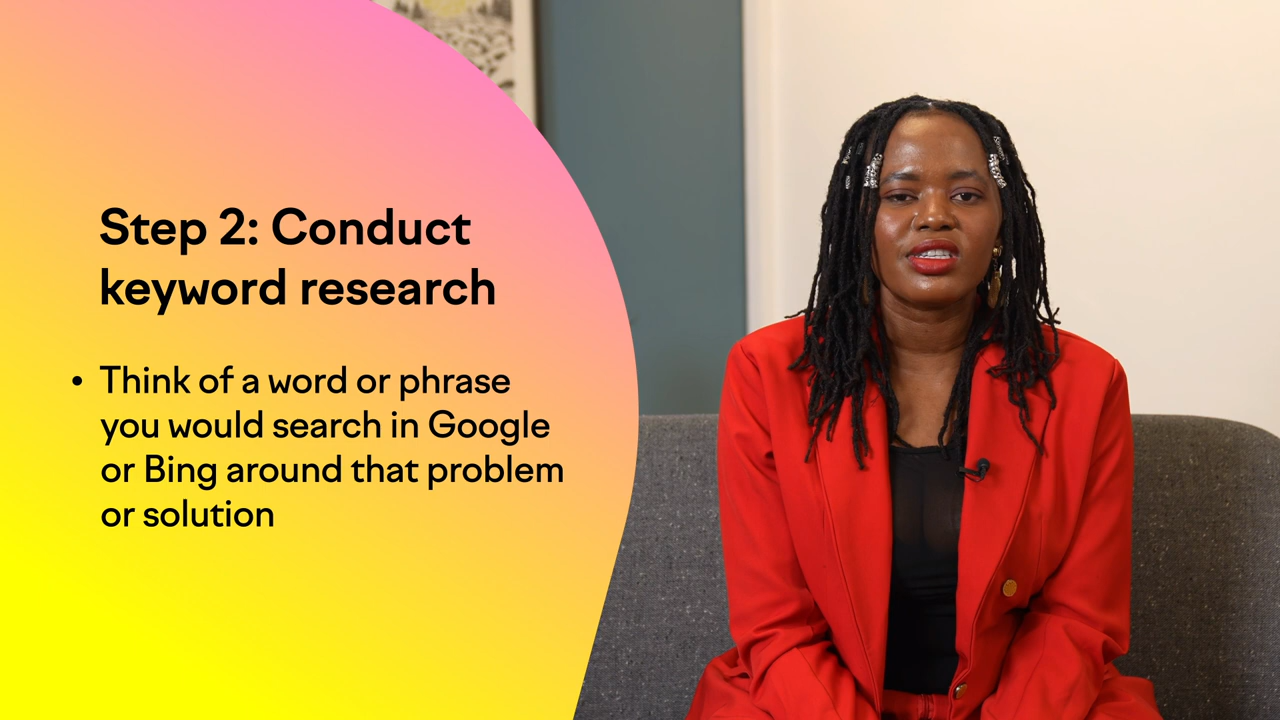 Step 2: Conduct
keyword research
• Think of a word or phrase
you would search in Google
or Bing around that problem
or solution